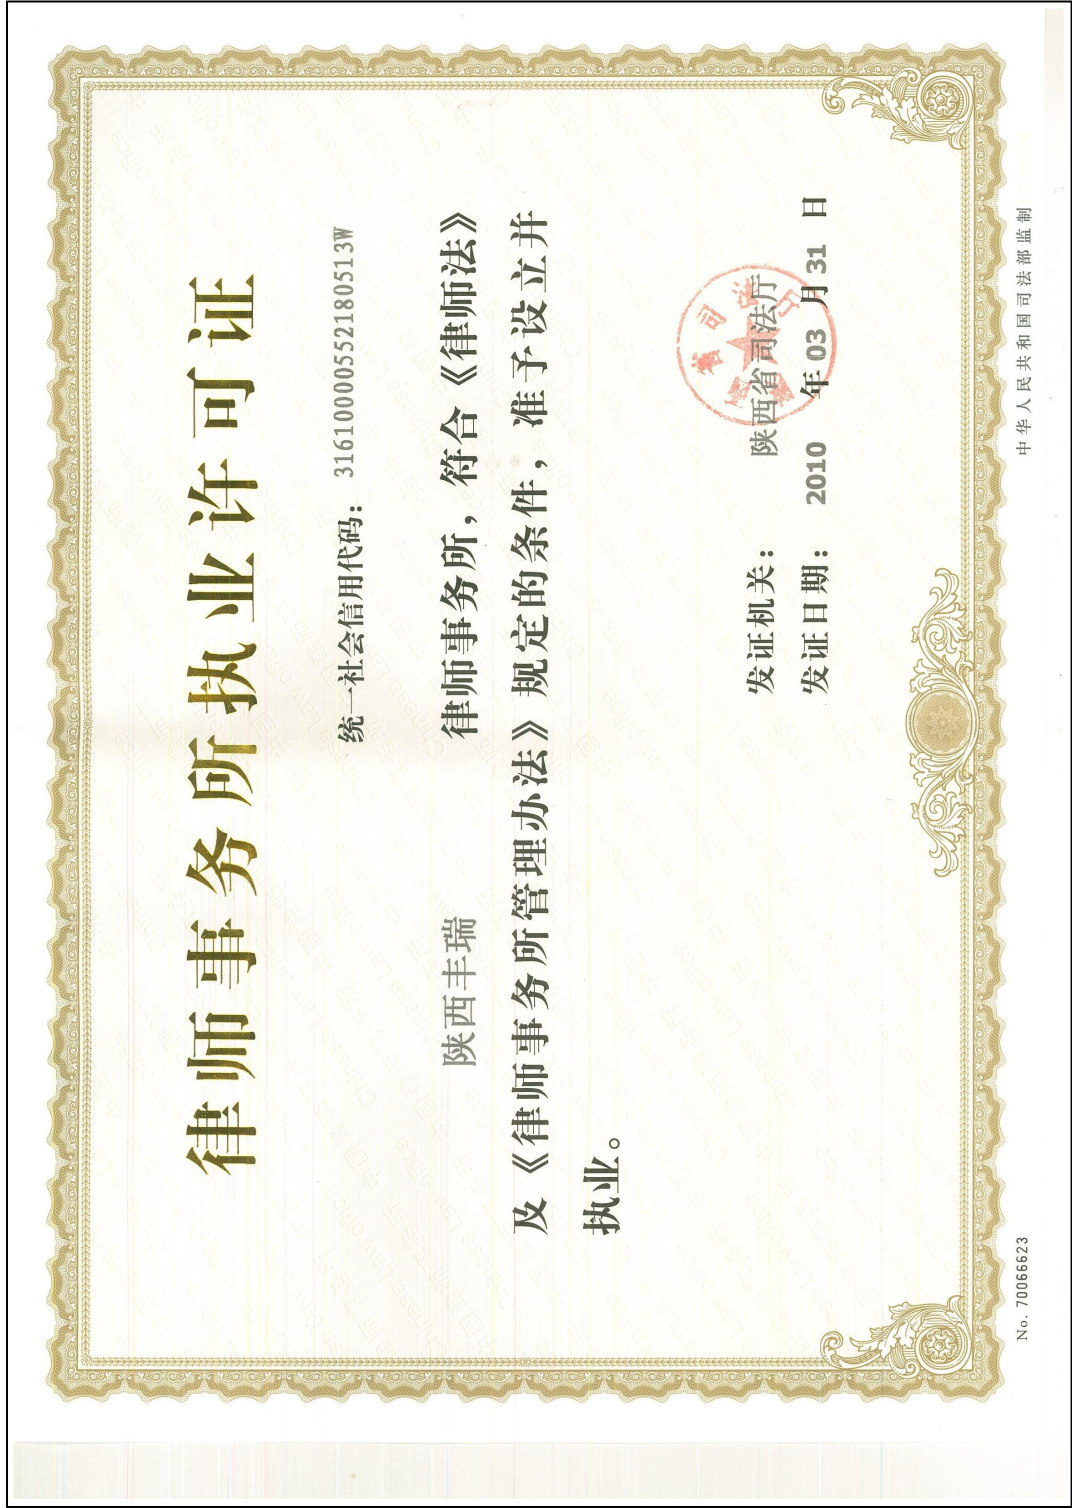 律师事务所执业许可证
统一社会信用代码： 31610000552180513W
陕西丰瑞 律师事务所，符合《律师法》
及《律师事务所管理办法》规定的条件，准予设立并
执业。
发证机关： 陕西省司法厅
发证日期： 2010 年 03 月 31 日
No. 70066623
中华人民共和国司法部监制